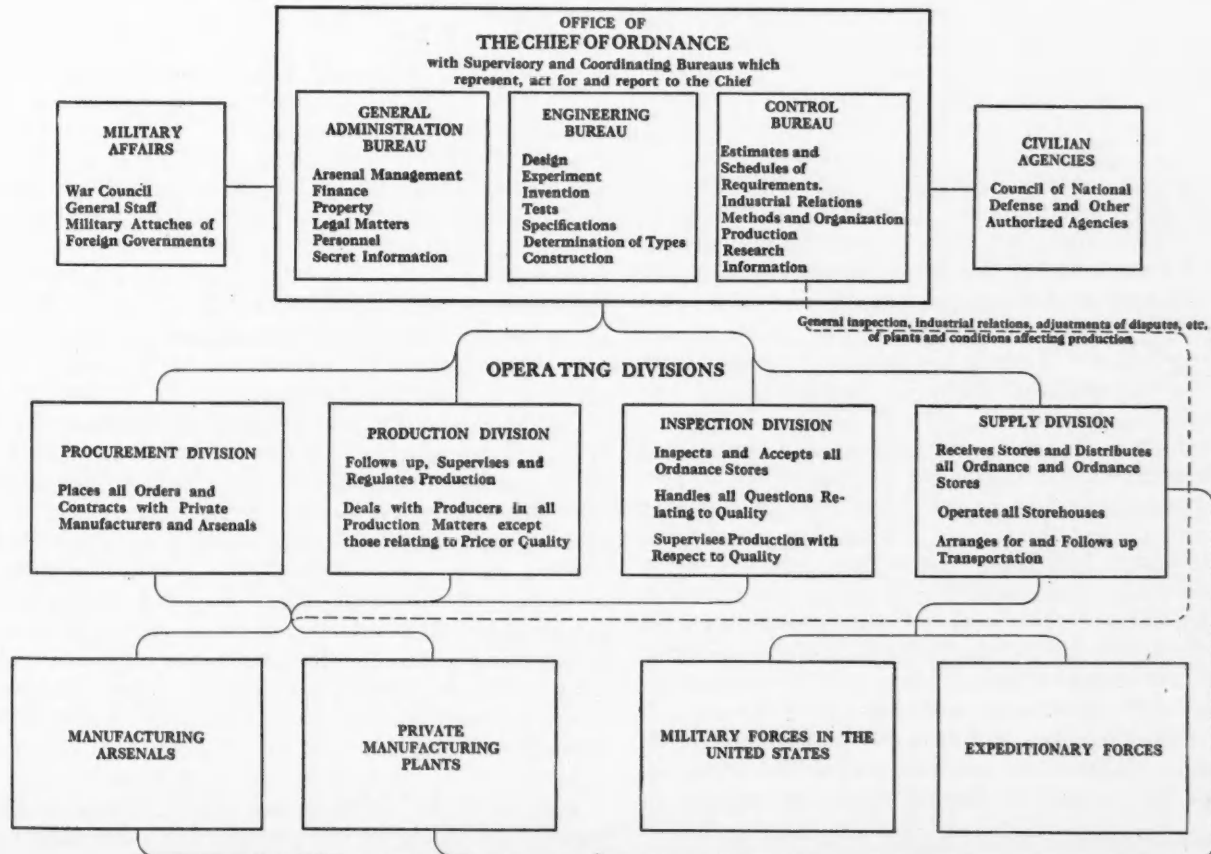 OFFICE OF
THE CHIEF OF ORDNANCE
with Supervisory and Coordinating Bureaus which
represent, act for and report to the Chief
MILITARY
AFFAIRS
War Council
General Staff
Military Attaches of
Foreign Governments
GENERAL
ADMINISTRATION
BUREAU
Arsenal Management
Finance
Property
Legal Matters
Personnel
Secret Information
ENGINEERING
BUREAU
Design
Experiment
Invention
Tests
Specifications
Determination of Types
Construction
CONTROL
BUREAU
Estimates and
Schedules of
Requirements.
Industrial Relations
Methods and Organization
Production
Research
Information
CIVILIAN
AGENCIES
Council of National
Defense and Other
Authorized Agencies
General inspection, industrial relations, adjustments of disputes, etc.
of plants and conditions affecting production
OPERATING DIVISIONS
PROCUREMENT DIVISION
Places all Orders and
Contracts with Private
Manufacturers and Arsenals
PRODUCTION DIVISION
Follows up, Supervises and
Regulates Production
Deals with Producers in all
Production Matters except
those relating to Price or Quality
INSPECTION DIVISION
Inspects and Accepts all
Ordnance Stores
Handles all Questions Re-
lating to Quality
Supervises Production with
Respect to Quality
SUPPLY DIVISION
Receives Stores and Distributes
all Ordnance and Ordnance
Stores
Operates all Storehouses
Arranges for and Follows up
Transportation
MANUFACTURING
ARSENALS
PRIVATE
MANUFACTURING
PLANTS
MILITARY FORCES IN THE
UNITED STATES
EXPEDITIONARY FORCES